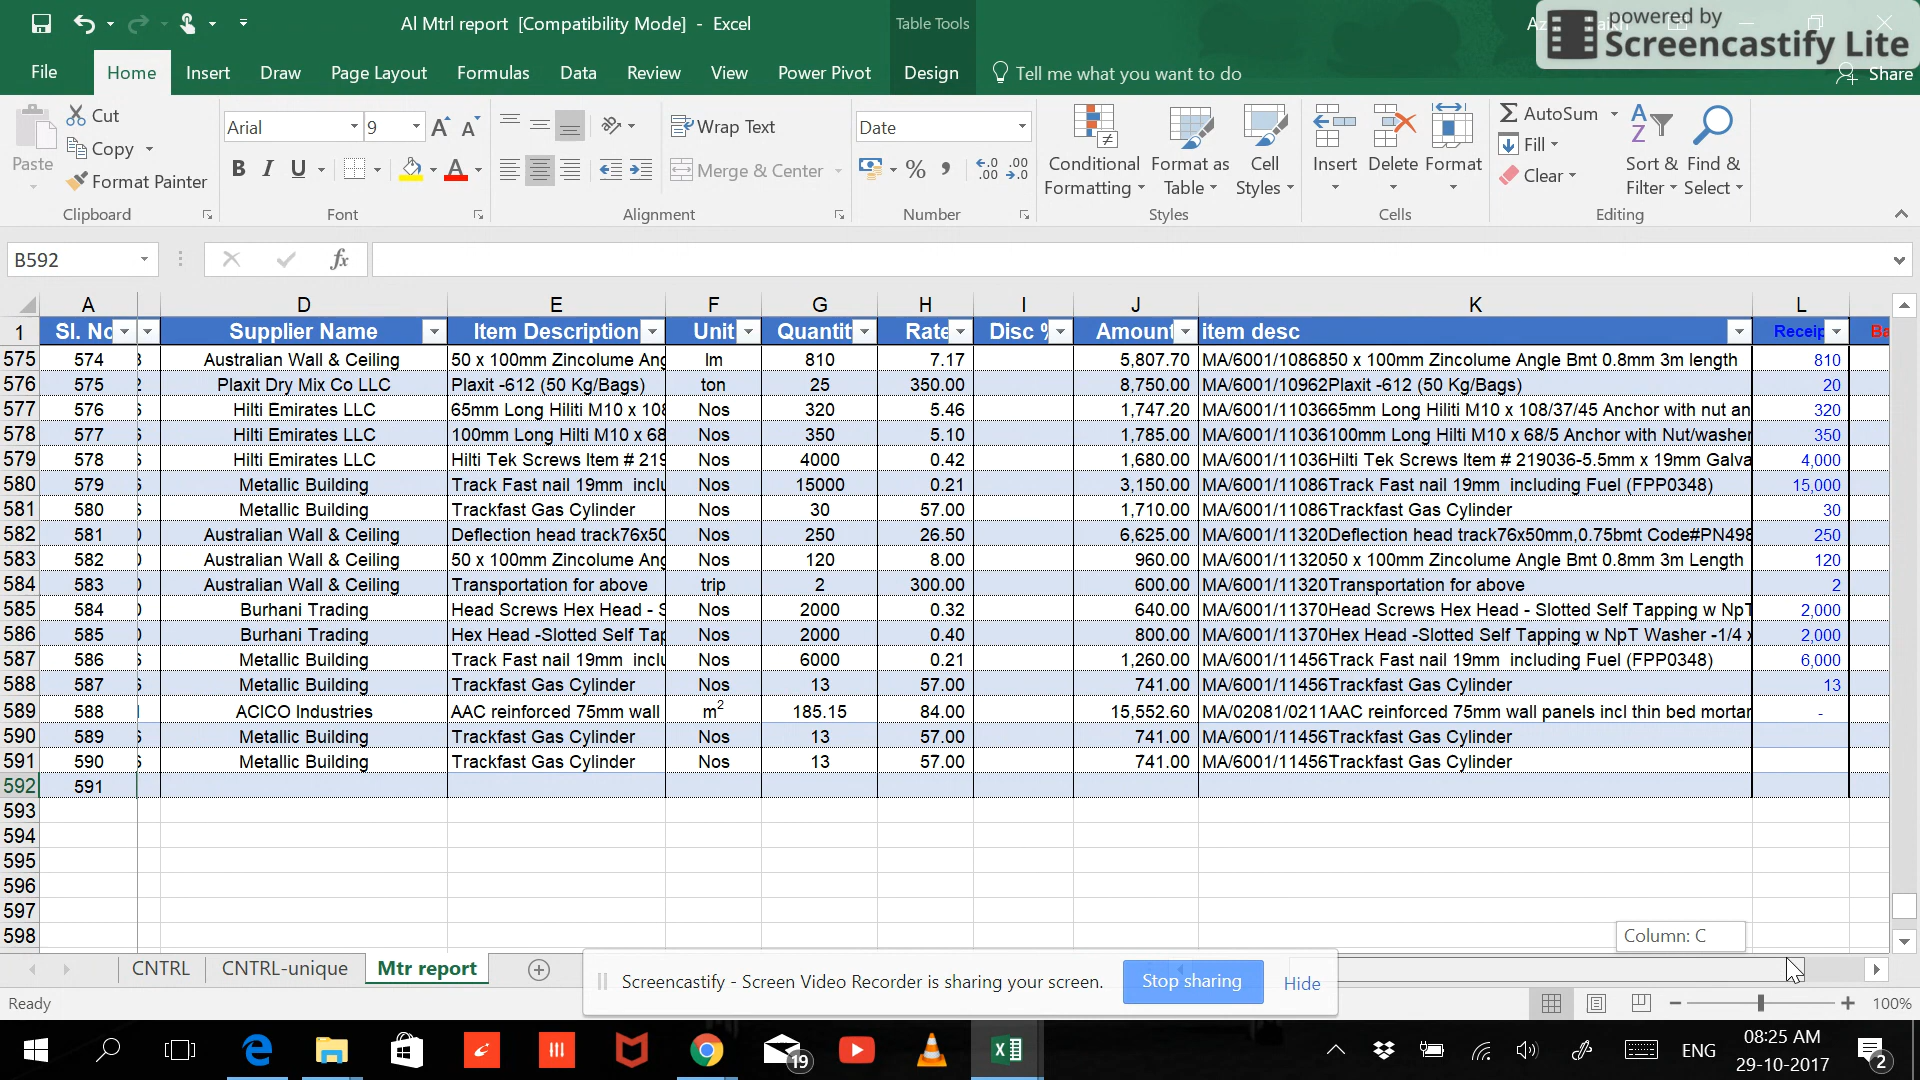 Al Mtrl report [Compatibility Mode] - Excel
Table Tools
powered by
Screencastify Lite
File Home Insert Draw Page Layout Formulas Data Review View Power Pivot Design Tell me what you want to do Share
Cut
Copy
Format Painter
Paste
Clipboard
Arial 9
B I U
Font
Wrap Text
Merge & Center
Alignment
Date
Number
Conditional Formatting
Format as Table
Cell Styles
Styles
Insert Delete Format
Cells
AutoSum
Fill
Clear
Sort & Filter
Find & Select
Editing
B592 fx
A D E F G H I J K L
1 Sl. No Supplier Name Item Description Unit Quantit Rate Disc % Amount item desc Receip Ba
575 574 3 Australian Wall & Ceiling 50 x 100mm Zincolume Ang lm 810 7.17 5,807.70 MA/6001/1086850 x 100mm Zincolume Angle Bmt 0.8mm 3m length 810
576 575 2 Plaxit Dry Mix Co LLC Plaxit -612 (50 Kg/Bags) ton 25 350.00 8,750.00 MA/6001/10962Plaxit -612 (50 Kg/Bags) 20
577 576 6 Hilti Emirates LLC 65mm Long Hiliti M10 x 108 Nos 320 5.46 1,747.20 MA/6001/1103665mm Long Hiliti M10 x 108/37/45 Anchor with nut an 320
578 577 6 Hilti Emirates LLC 100mm Long Hilti M10 x 68 Nos 350 5.10 1,785.00 MA/6001/11036100mm Long Hilti M10 x 68/5 Anchor with Nut/washer 350
579 578 6 Hilti Emirates LLC Hilti Tek Screws Item # 219 Nos 4000 0.42 1,680.00 MA/6001/11036Hilti Tek Screws Item # 219036-5.5mm x 19mm Galva 4,000
580 579 6 Metallic Building Track Fast nail 19mm inclu Nos 15000 0.21 3,150.00 MA/6001/11086Track Fast nail 19mm including Fuel (FPP0348) 15,000
581 580 6 Metallic Building Trackfast Gas Cylinder Nos 30 57.00 1,710.00 MA/6001/11086Trackfast Gas Cylinder 30
582 581 0 Australian Wall & Ceiling Deflection head track76x50 Nos 250 26.50 6,625.00 MA/6001/11320Deflection head track76x50mm,0.75bmt Code#PN498 250
583 582 0 Australian Wall & Ceiling 50 x 100mm Zincolume Ang Nos 120 8.00 960.00 MA/6001/1132050 x 100mm Zincolume Angle Bmt 0.8mm 3m Length 120
584 583 0 Australian Wall & Ceiling Transportation for above trip 2 300.00 600.00 MA/6001/11320Transportation for above 2
585 584 0 Burhani Trading Head Screws Hex Head - S Nos 2000 0.32 640.00 MA/6001/11370Head Screws Hex Head - Slotted Self Tapping w NpT 2,000
586 585 0 Burhani Trading Hex Head -Slotted Self Tap Nos 2000 0.40 800.00 MA/6001/11370Hex Head -Slotted Self Tapping w NpT Washer -1/4 x 2,000
587 586 6 Metallic Building Track Fast nail 19mm inclu Nos 6000 0.21 1,260.00 MA/6001/11456Track Fast nail 19mm including Fuel (FPP0348) 6,000
588 587 6 Metallic Building Trackfast Gas Cylinder Nos 13 57.00 741.00 MA/6001/11456Trackfast Gas Cylinder 13
589 588 ACICO Industries AAC reinforced 75mm wall m² 185.15 84.00 15,552.60 MA/02081/0211AAC reinforced 75mm wall panels incl thin bed mortar -
590 589 6 Metallic Building Trackfast Gas Cylinder Nos 13 57.00 741.00 MA/6001/11456Trackfast Gas Cylinder
591 590 6 Metallic Building Trackfast Gas Cylinder Nos 13 57.00 741.00 MA/6001/11456Trackfast Gas Cylinder
592 591
593
594
595
596
597
598
Column: C
CNTRL CNTRL-unique Mtr report
Screencastify - Screen Video Recorder is sharing your screen. Stop sharing Hide
Ready 100%
19 ENG 08:25 AM
29-10-2017 2